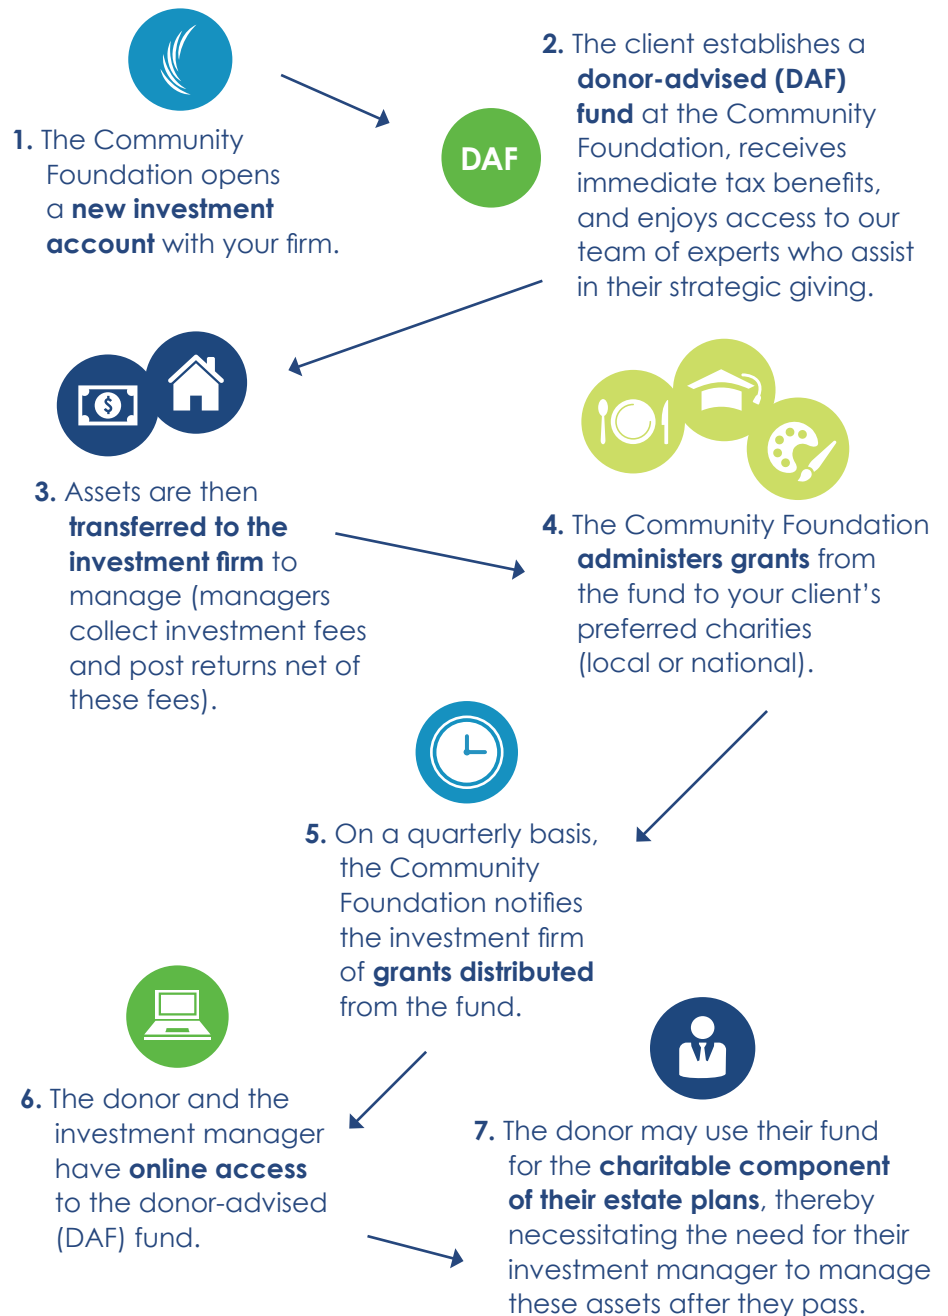 1. The Community
Foundation opens
a new investment
account with your firm.
DAF
2. The client establishes a
donor-advised (DAF)
fund at the Community
Foundation, receives
immediate tax benefits,
and enjoys access to our
team of experts who assist
in their strategic giving.
$
3. Assets are then
transferred to the
investment firm to
manage (managers
collect investment fees
and post returns net of
these fees).
4. The Community Foundation
administers grants from
the fund to your client’s
preferred charities
(local or national).
5. On a quarterly basis,
the Community
Foundation notifies
the investment firm
of grants distributed
from the fund.
6. The donor and the
investment manager
have online access
to the donor-advised
(DAF) fund.
7. The donor may use their fund
for the charitable component
of their estate plans, thereby
necessitating the need for their
investment manager to manage
these assets after they pass.